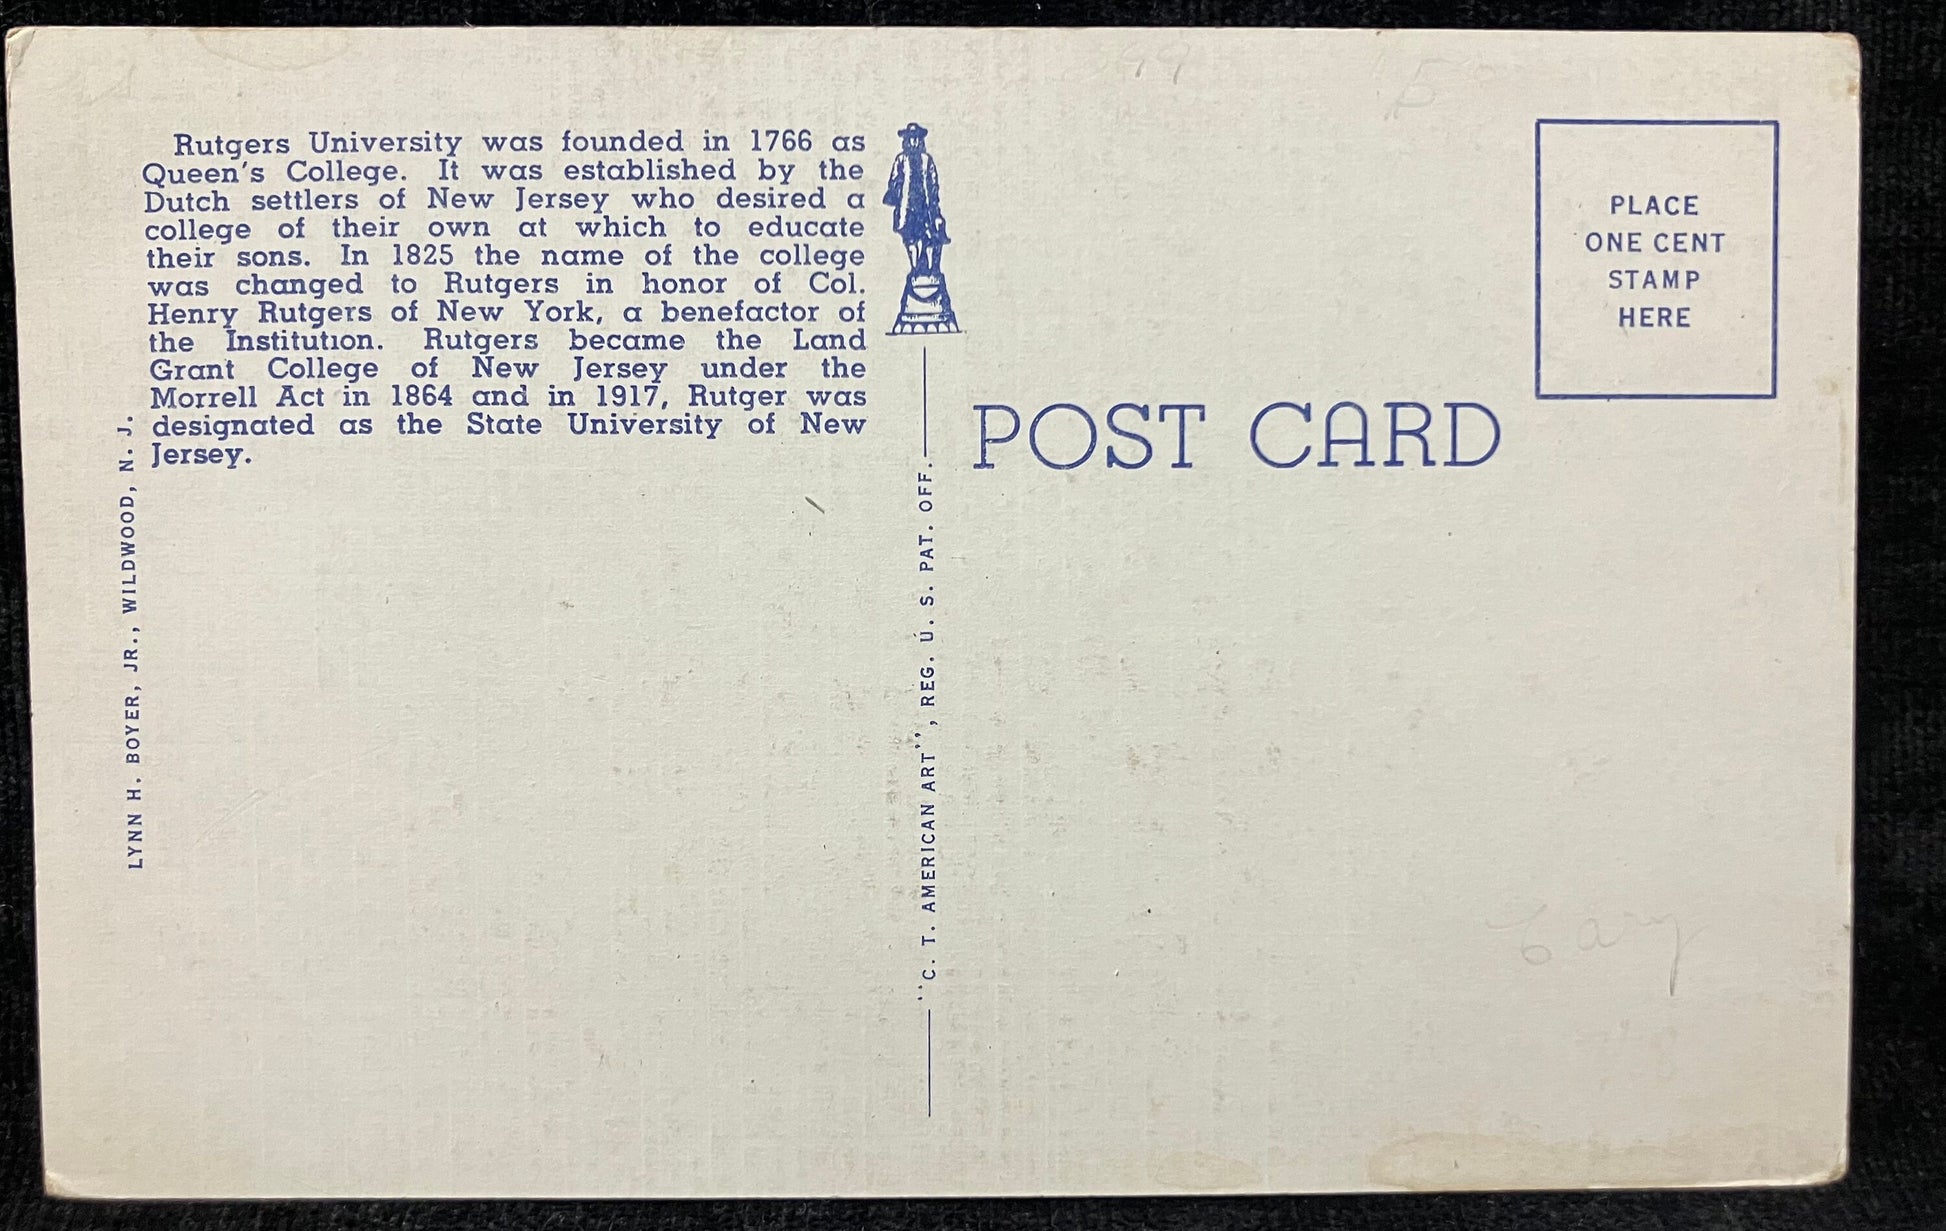 Rutgers University was founded in 1766 as
Queen's College. It was established by the
Dutch settlers of New Jersey who desired a
college of their own at which to educate
their sons. In 1825 the name of the college
was changed to Rutgers in honor of Col.
Henry Rutgers of New York, a benefactor of
the Institution. Rutgers became the Land
Grant College of New Jersey under the
Morrell Act in 1864 and in 1917, Rutger was
designated as the State University of New
Jersey.
LYNN H. BOYER, JR., WILDWOOD, N. J.
"C. T. AMERICAN ART", REG. U. S. PAT. OFF.
POST CARD
PLACE
ONE CENT
STAMP
HERE